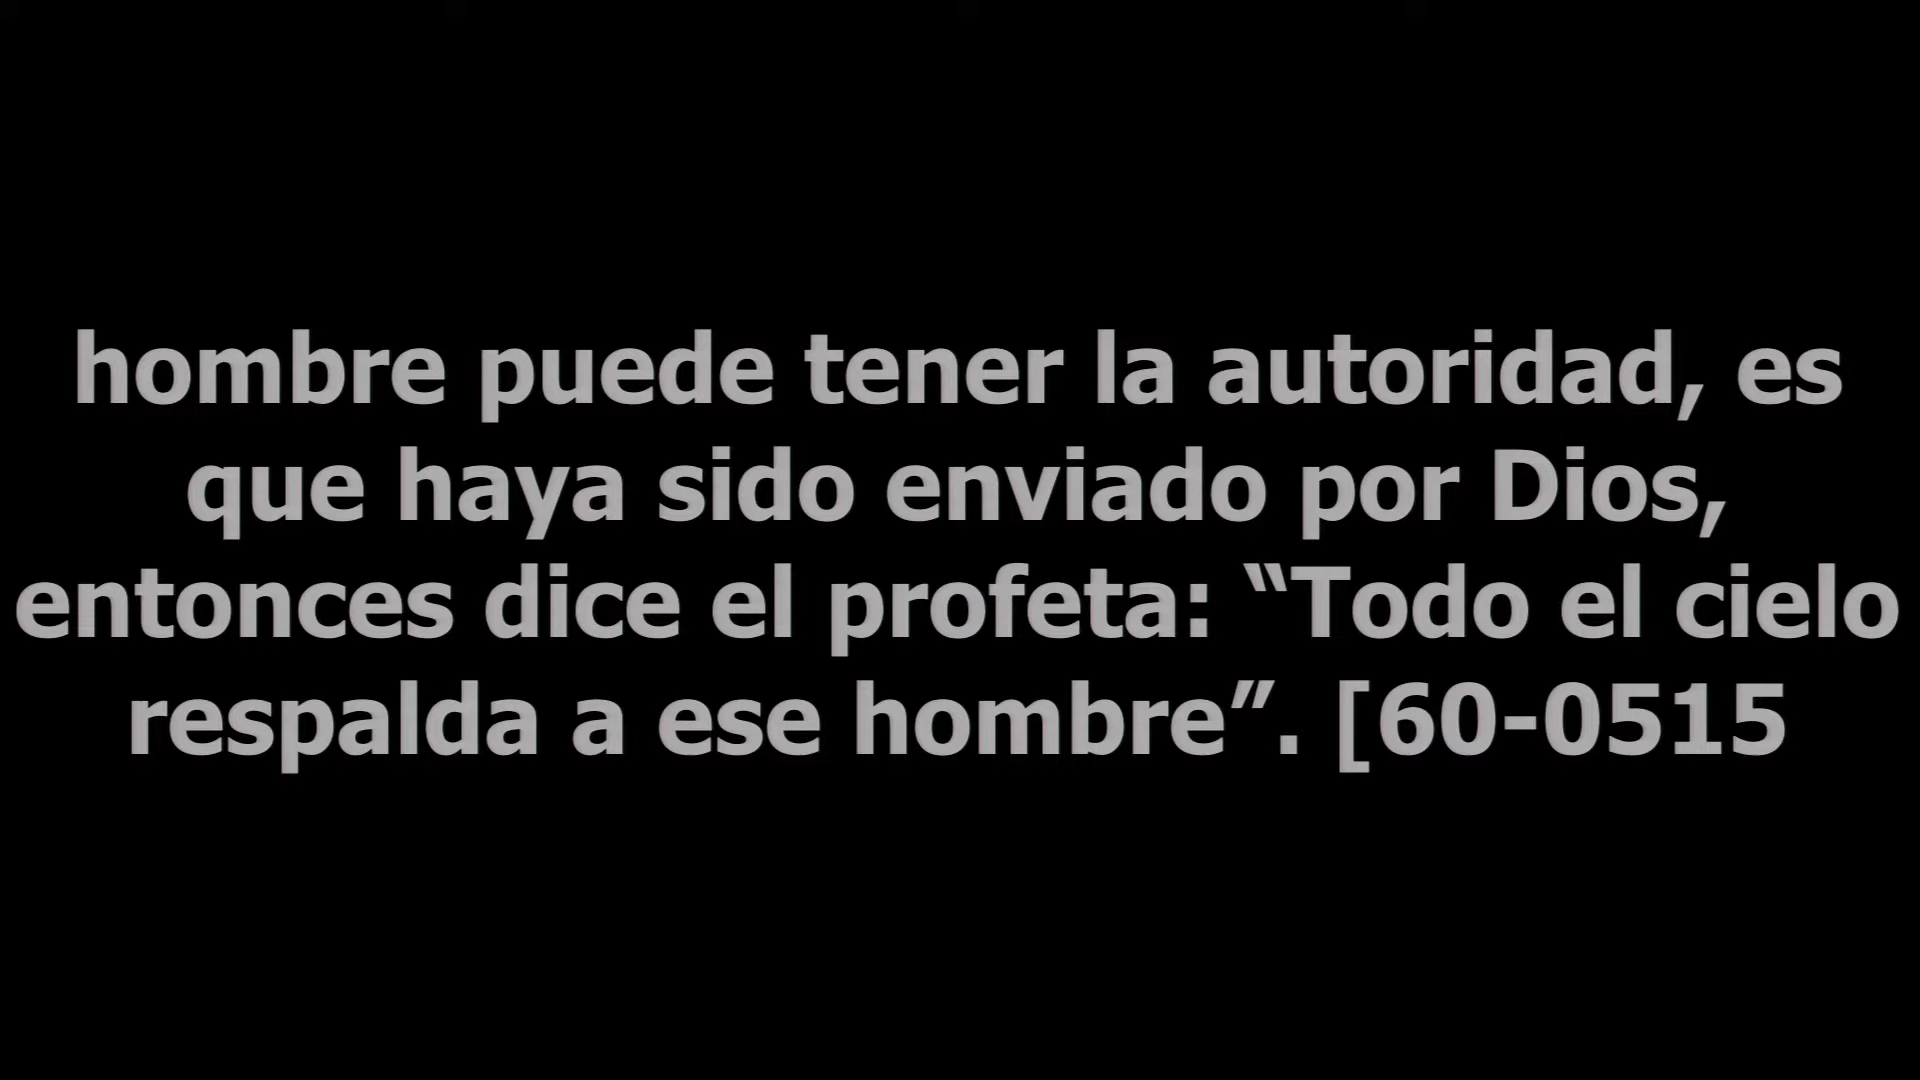 hombre puede tener la autoridad, es
que haya sido enviado por Dios,
entonces dice el profeta: “Todo el cielo
respalda a ese hombre”. [60-0515